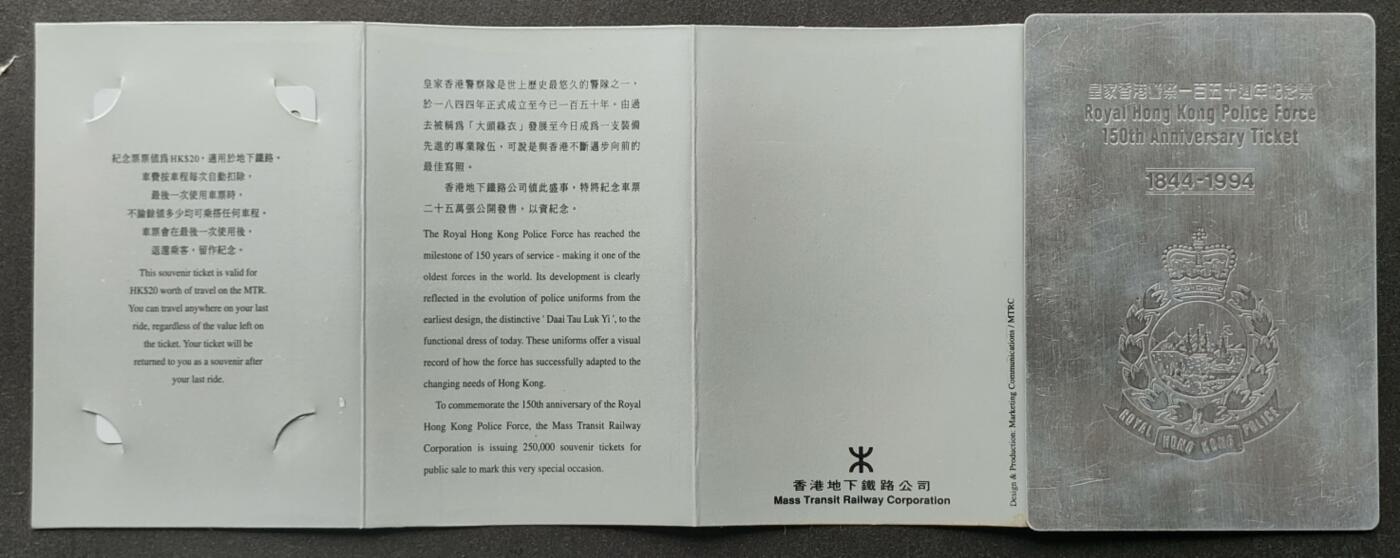 紀念票票值為HK$20，適用於地下鐵路。
車費按車程每次自動扣除。
最後一次使用車票時，
不論餘值多少均可乘搭任何車程。
車票會在最後一次使用後，
退還乘客，留作紀念。
This souvenir ticket is valid for
HK$20 worth of travel on the MTR.
You can travel anywhere on your last
ride, regardless of the value left on
the ticket. Your ticket will be
returned to you as a souvenir after
your last ride.
皇家香港警察隊是世上歷史最悠久的警隊之一，
於一八四四年正式成立至今已一百五十年。由過
去被稱爲「大頭綠衣」發展至今日成爲一支裝備
先進的專業隊伍，可說是與香港不斷邁步向前的
最佳寫照。
香港地下鐵路公司值此盛事，特將紀念車票
二十五萬張公開發售，以資紀念。
The Royal Hong Kong Police Force has reached the
milestone of 150 years of service - making it one of the
oldest forces in the world. Its development is clearly
reflected in the evolution of police uniforms from the
earliest design, the distinctive ' Daai Tau Luk Yi ', to the
functional dress of today. These uniforms offer a visual
record of how the force has successfully adapted to the
changing needs of Hong Kong.
To commemorate the 150th anniversary of the Royal
Hong Kong Police Force, the Mass Transit Railway
Corporation is issuing 250,000 souvenir tickets for
public sale to mark this very special occasion.
香港地下鐵路公司
Mass Transit Railway Corporation
Design & Production: Marketing Communications / MTRC
皇家香港警察一百五十週年紀念票
Royal Hong Kong Police Force
150th Anniversary Ticket
1844-1994
ROYAL HONG KONG POLICE